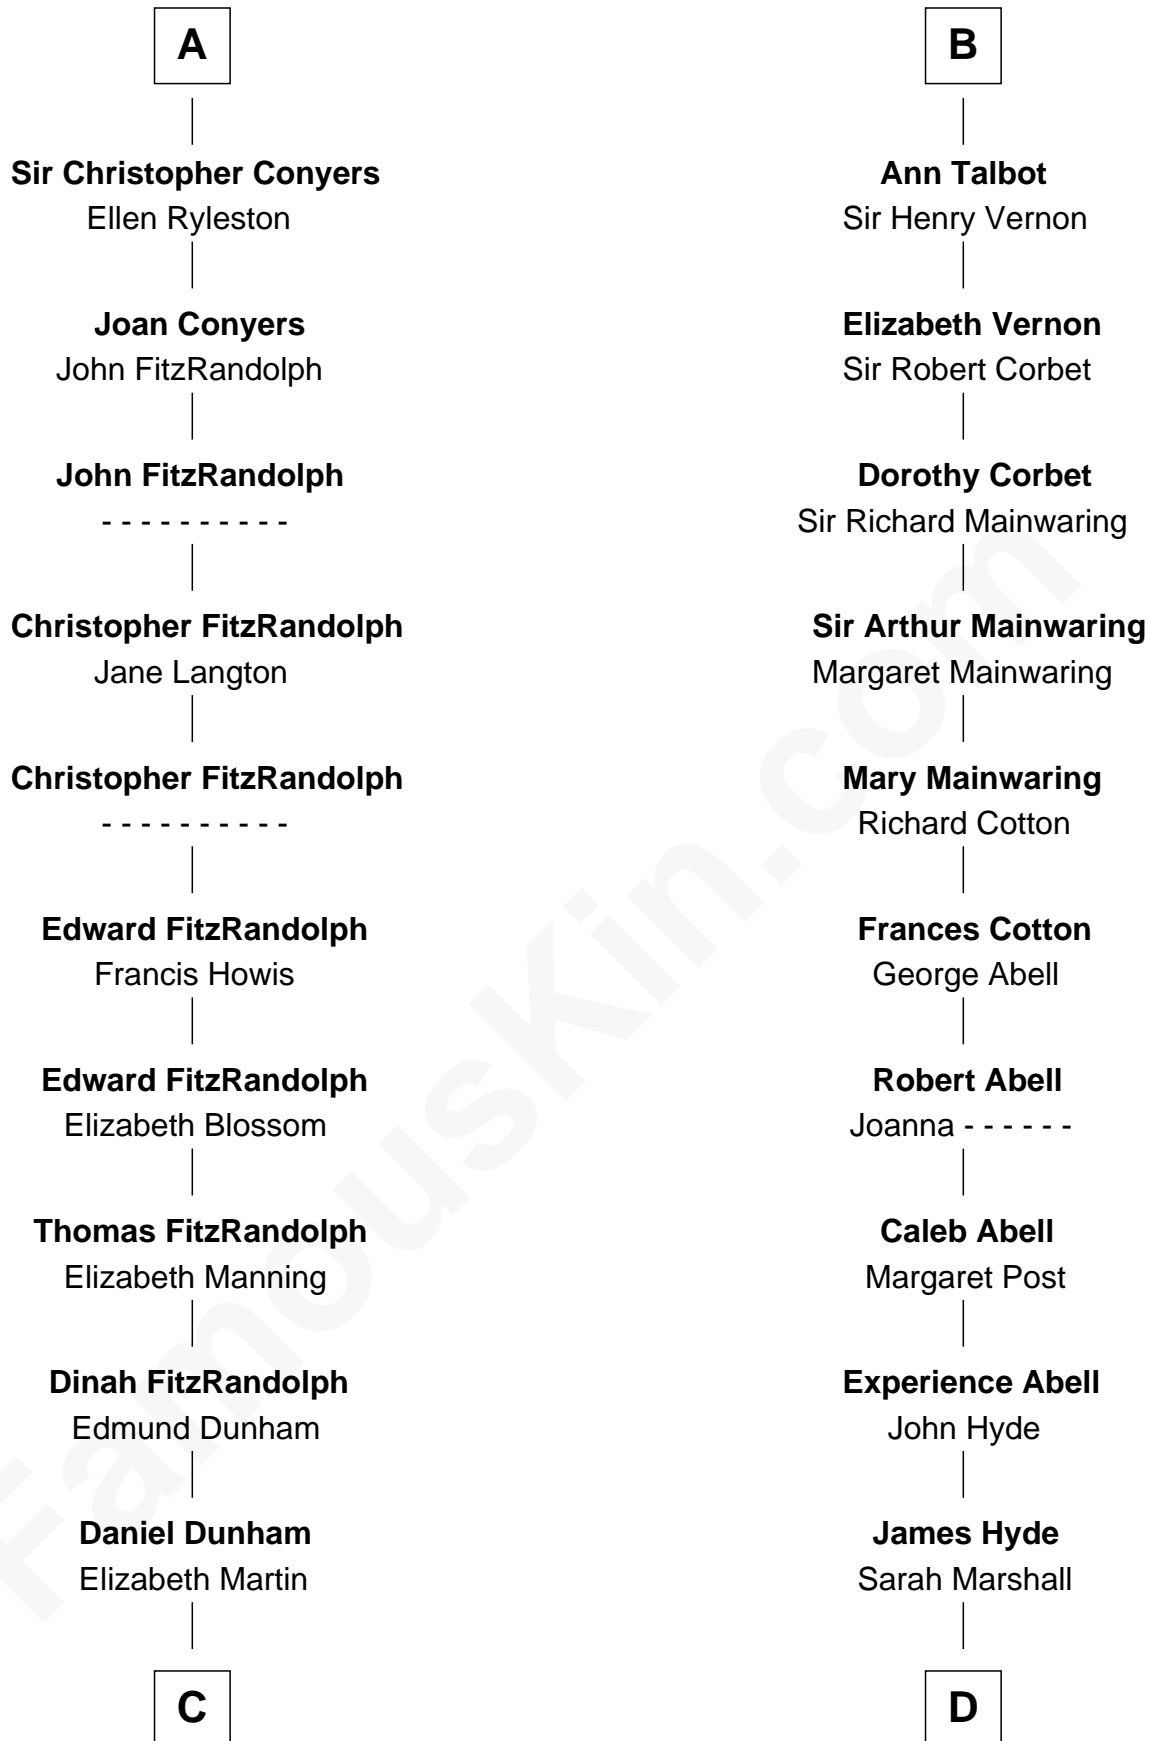 A
Sir Christopher Conyers
Ellen Ryleston
Joan Conyers
John FitzRandolph
John FitzRandolph
- - - - - - - - - -
Christopher FitzRandolph
Jane Langton
Christopher FitzRandolph
- - - - - - - - - -
Edward FitzRandolph
Francis Howis
Edward FitzRandolph
Elizabeth Blossom
Thomas FitzRandolph
Elizabeth Manning
Dinah FitzRandolph
Edmund Dunham
Daniel Dunham
Elizabeth Martin
C
B
Ann Talbot
Sir Henry Vernon
Elizabeth Vernon
Sir Robert Corbet
Dorothy Corbet
Sir Richard Mainwaring
Sir Arthur Mainwaring
Margaret Mainwaring
Mary Mainwaring
Richard Cotton
Frances Cotton
George Abell
Robert Abell
Joanna - - - - - -
Caleb Abell
Margaret Post
Experience Abell
John Hyde
James Hyde
Sarah Marshall
D
FamousKin.com